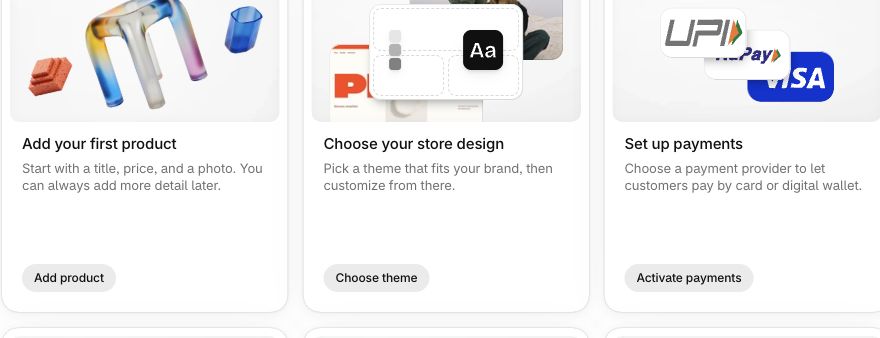 Aa
UPI
Pay
VISA
Add your first product
Start with a title, price, and a photo. You
can always add more detail later.
Add product
Choose your store design
Pick a theme that fits your brand, then
customize from there.
Choose theme
Set up payments
Choose a payment provider to let
customers pay by card or digital wallet.
Activate payments